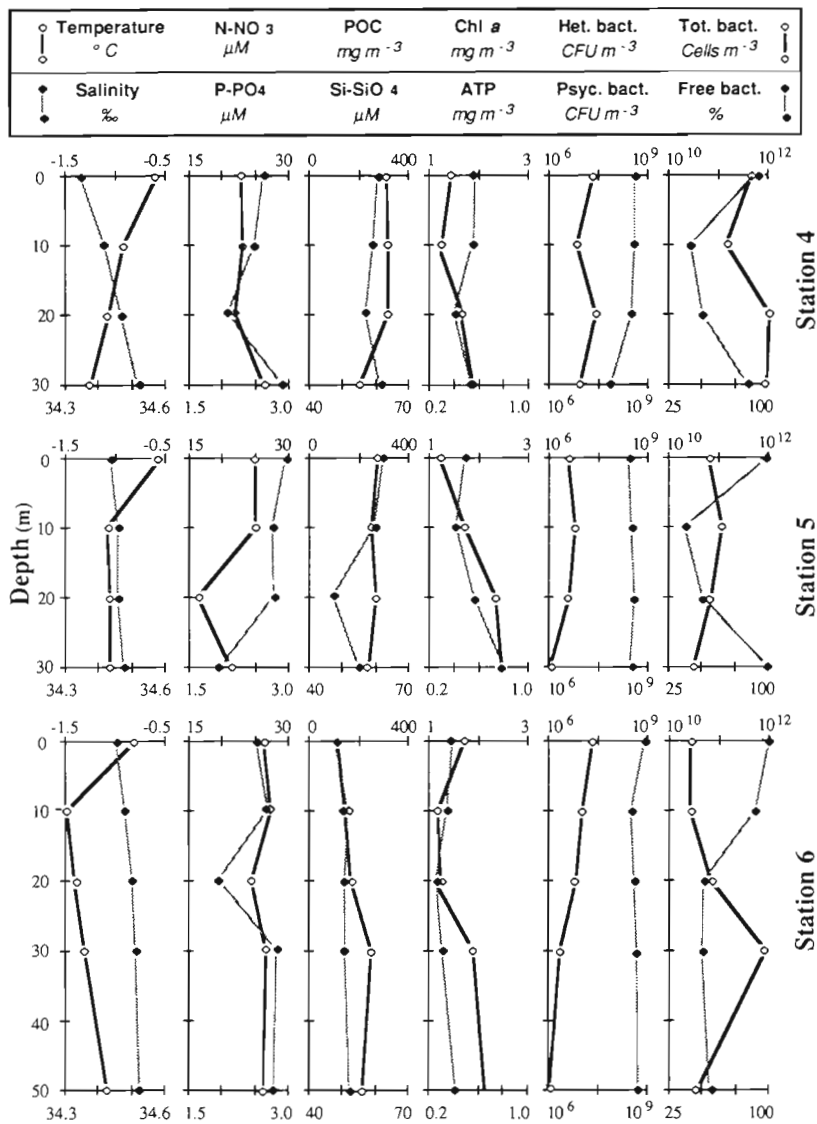 Temperature N-NO 3 POC Chl a Het. bact. Tot. bact.
° C µM mg m -3 mg m -3 CFU m -3 Cells m -3
Salinity P-PO4 Si-SiO 4 ATP Psyc. bact. Free bact.
‰ µM µM mg m -3 CFU m -3 %
-1.5 -0.5 15 30 0 400 1 3 10 6 10 9 10 10 10 12
0
10
20
30
Station 4
34.3 34.6 1.5 3.0 40 70 0.2 1.0 10 6 10 9 25 100
-1.5 -0.5 15 30 0 400 1 3 10 6 10 9 10 10 10 12
0
10
20
30
Depth (m)
Station 5
34.3 34.6 1.5 3.0 40 70 0.2 1.0 10 6 10 9 25 100
-1.5 -0.5 15 30 0 400 1 3 10 6 10 9 10 10 10 12
0
10
20
30
40
50
Station 6
34.3 34.6 1.5 3.0 40 70 0.2 1.0 10 6 10 9 25 100